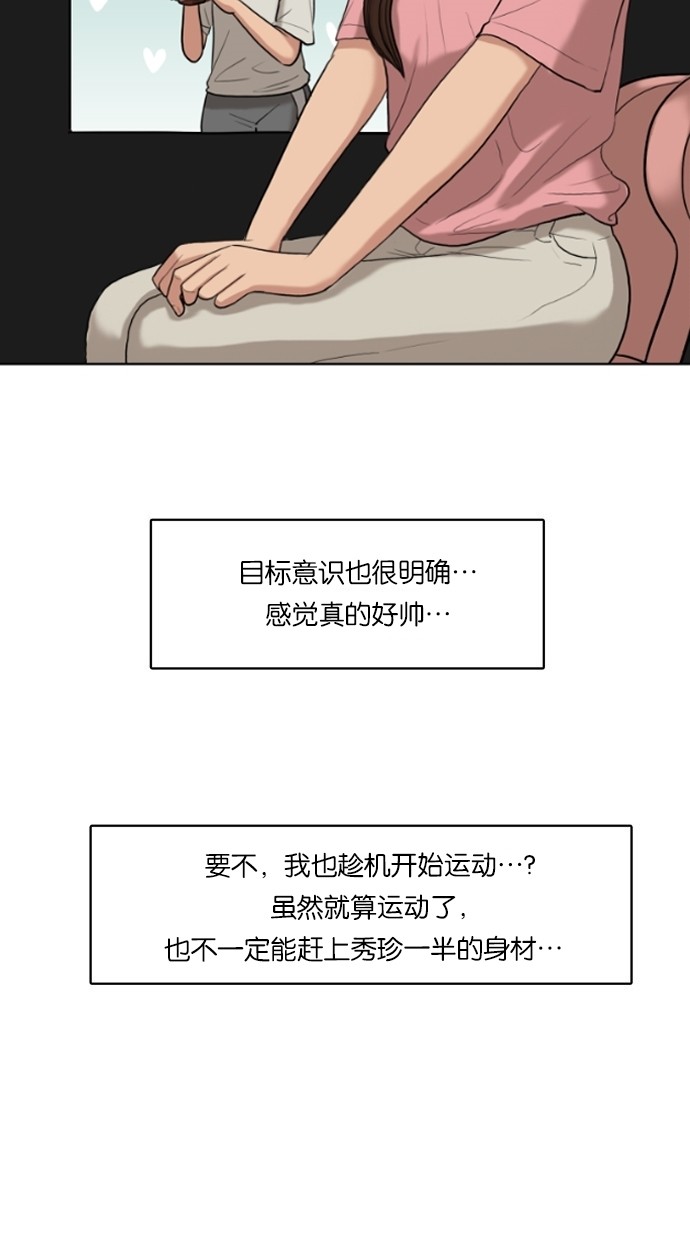 目标意识也很明确…
感觉真的好帅…
要不，我也趁机开始运动…?
虽然就算运动了，
也不一定能赶上秀珍一半的身材…